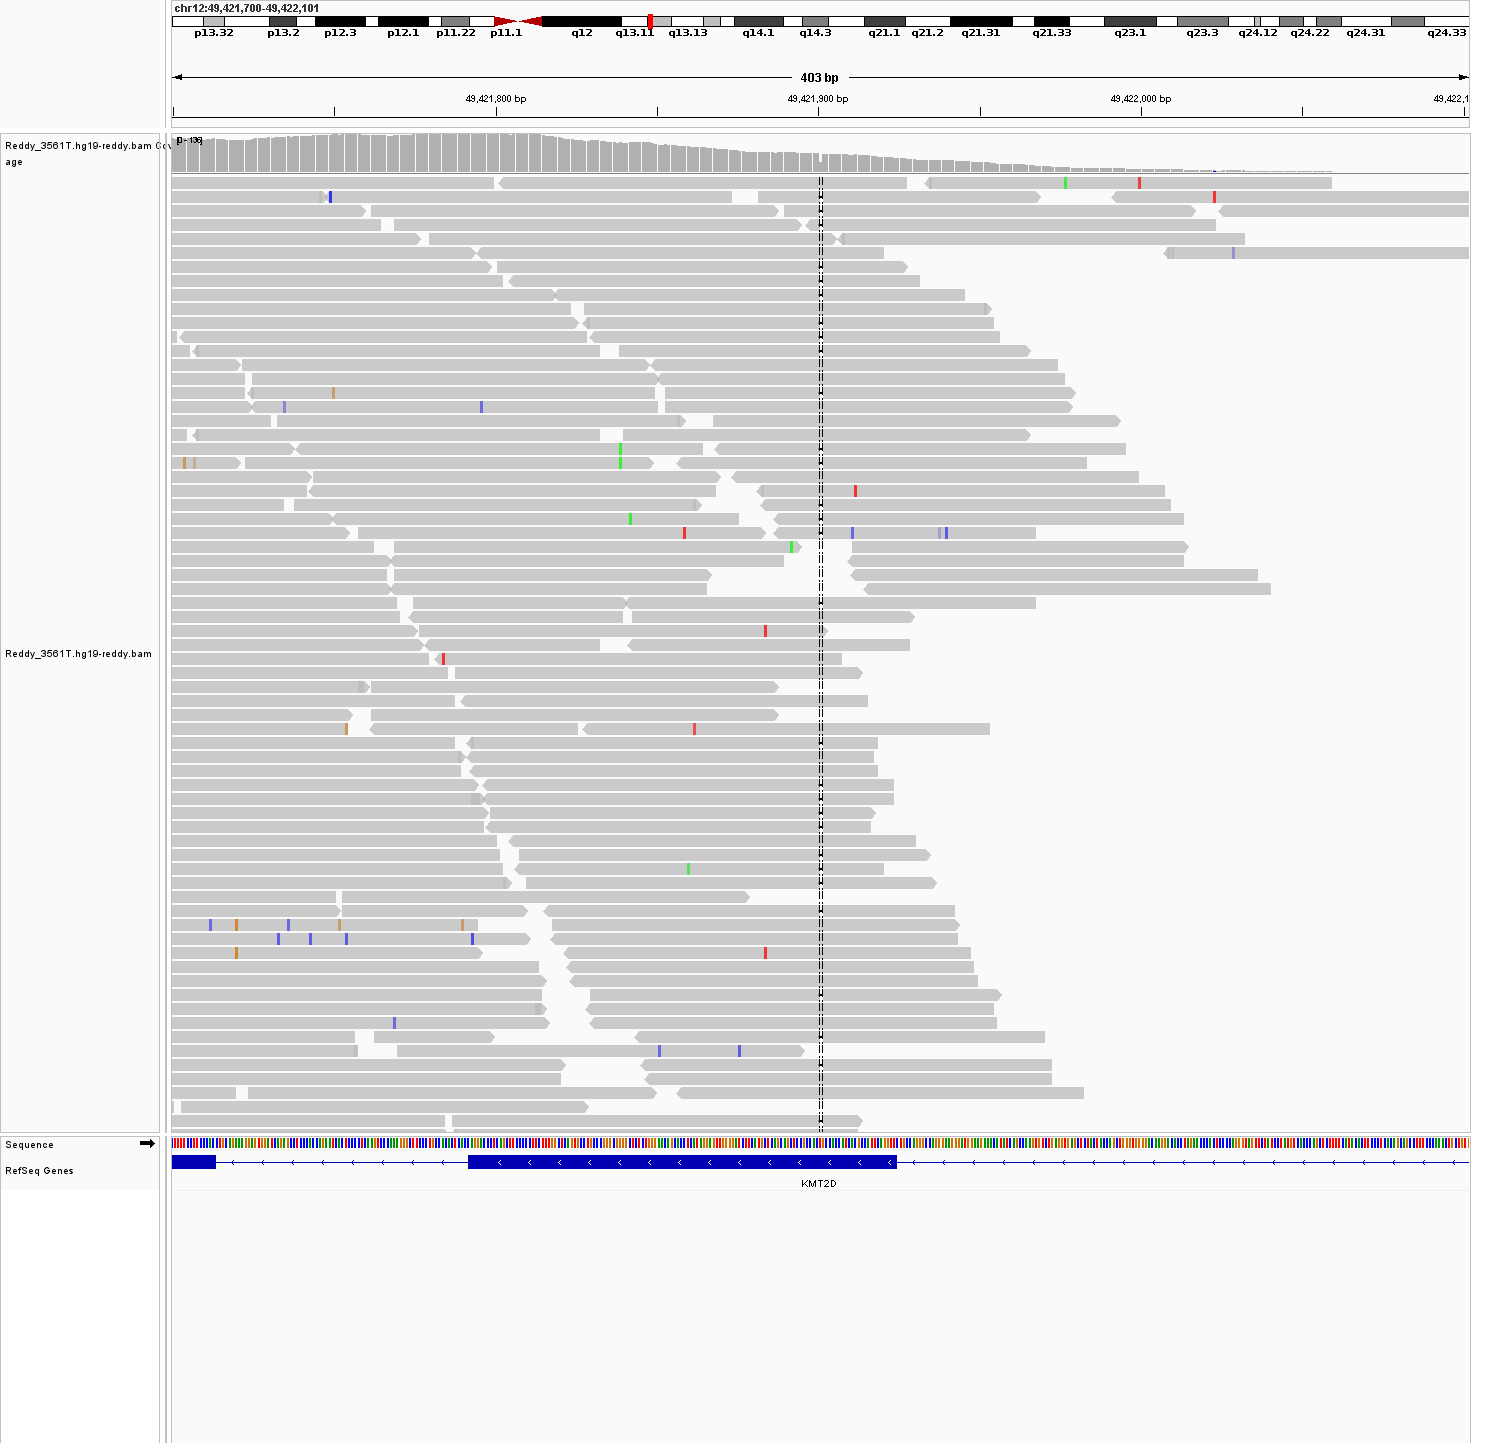 chr12:49,421,700-49,422,101
p13.32 p13.2 p12.3 p12.1 p11.22 p11.1 q12 q13.11 q13.13 q14.1 q14.3 q21.1 q21.2 q21.31 q21.33 q23.1 q23.3 q24.12 q24.22 q24.31 q24.33
403 bp
49,421,800 bp 49,421,900 bp 49,422,000 bp 49,422,1
[0 - 136]
Reddy_3561T.hg19-reddy.bam Cov
age
Reddy_3561T.hg19-reddy.bam
Sequence
RefSeq Genes
KMT2D